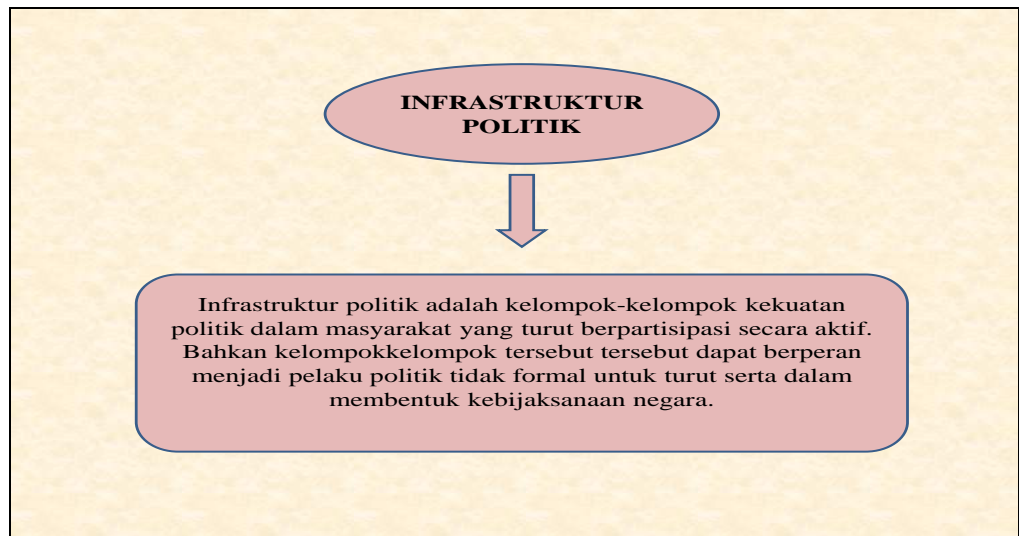 INFRASTRUKTUR
POLITIK
Infrastruktur politik adalah kelompok-kelompok kekuatan
politik dalam masyarakat yang turut berpartisipasi secara aktif.
Bahkan kelompokkelompok tersebut tersebut dapat berperan
menjadi pelaku politik tidak formal untuk turut serta dalam
membentuk kebijaksanaan negara.